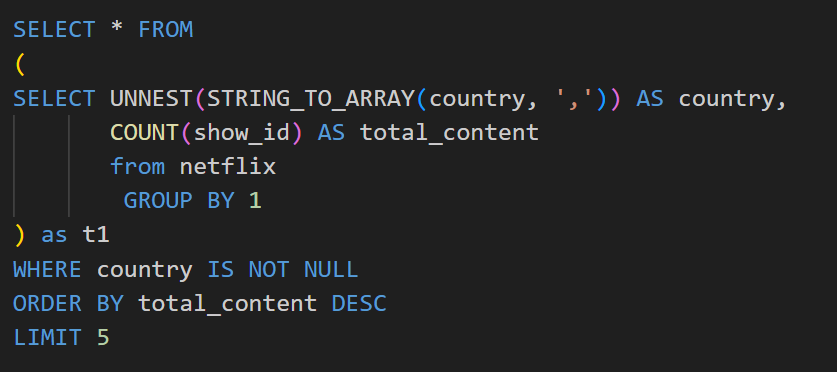 SELECT * FROM
(
SELECT UNNEST(STRING_TO_ARRAY(country, ',')) AS country,
COUNT(show_id) AS total_content
from netflix
GROUP BY 1
) as t1
WHERE country IS NOT NULL
ORDER BY total_content DESC
LIMIT 5